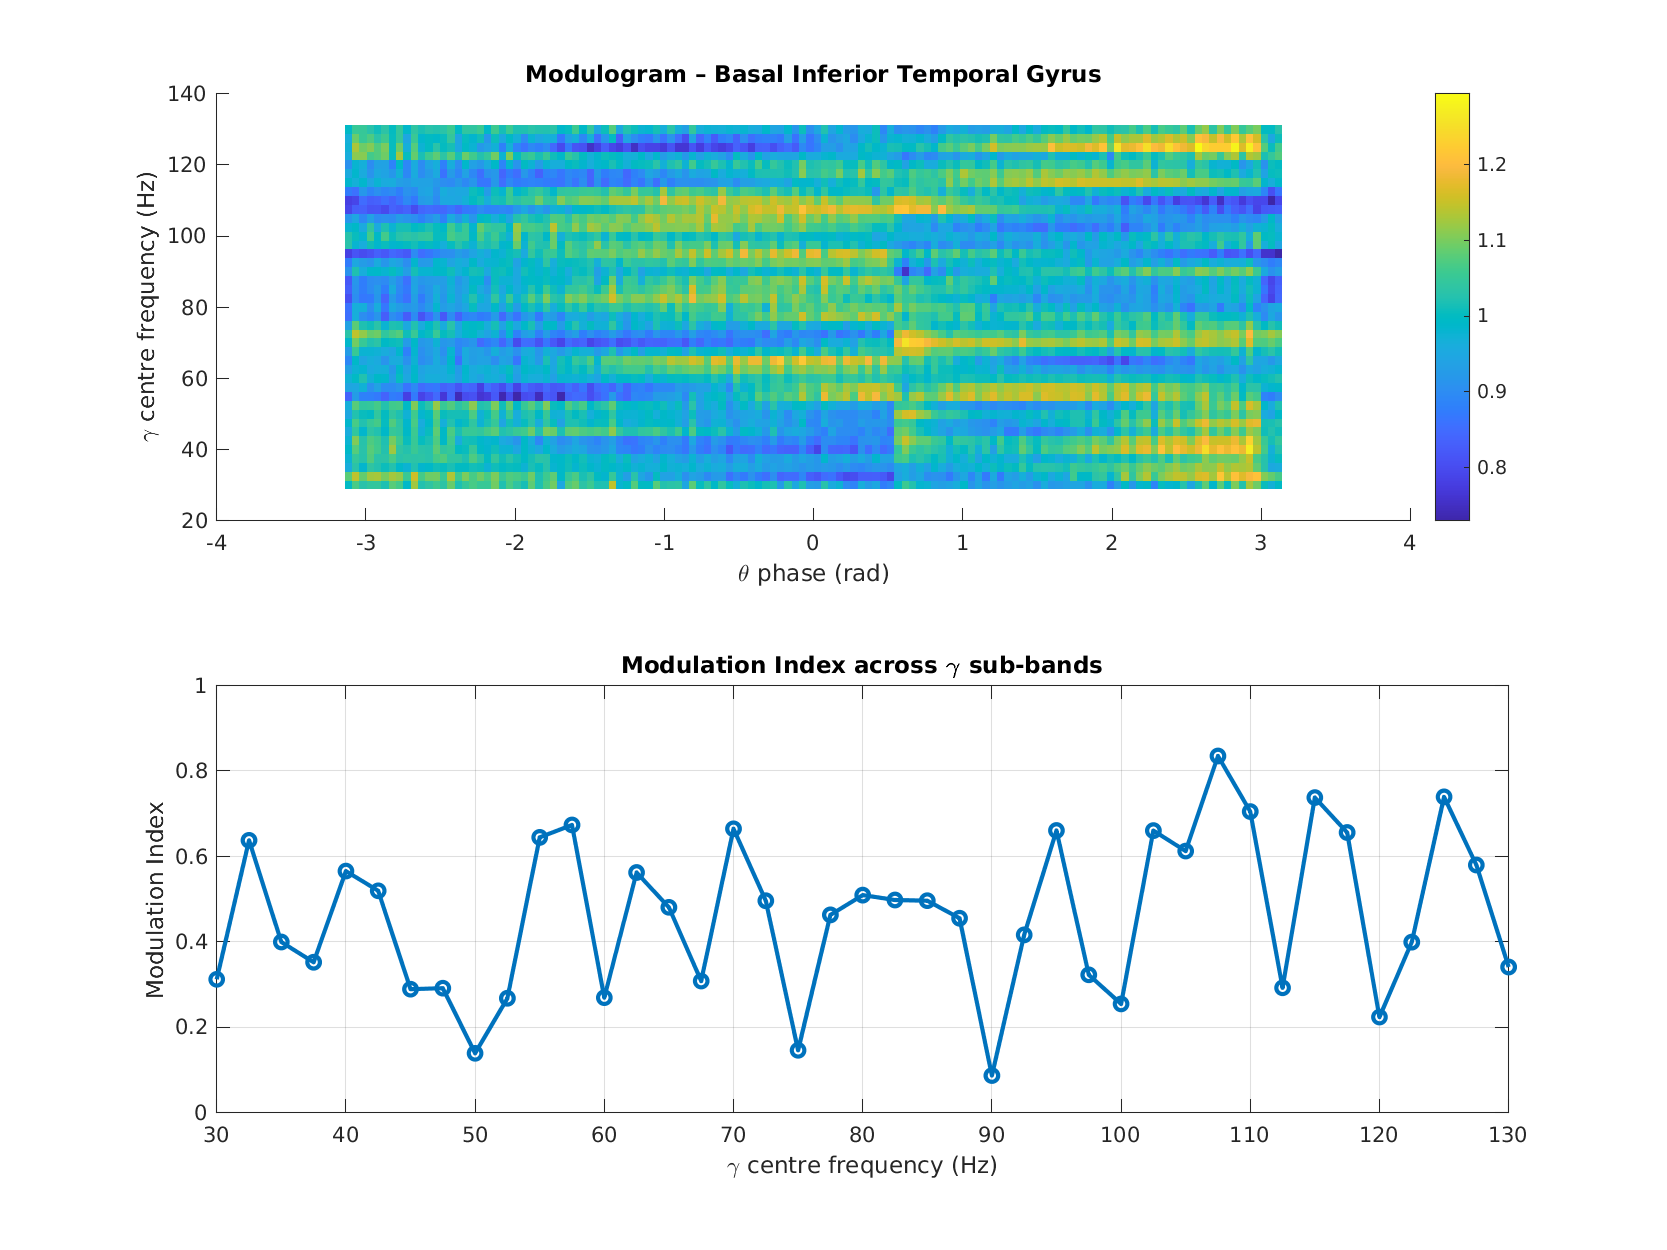 Modulogram – Basal Inferior Temporal Gyrus
140
120
100
80
60
40
20
γ centre frequency (Hz)
-4 -3 -2 -1 0 1 2 3 4
θ phase (rad)
1.2
1.1
1
0.9
0.8
Modulation Index across γ sub-bands
1
0.8
0.6
0.4
0.2
0
Modulation Index
30 40 50 60 70 80 90 100 110 120 130
γ centre frequency (Hz)